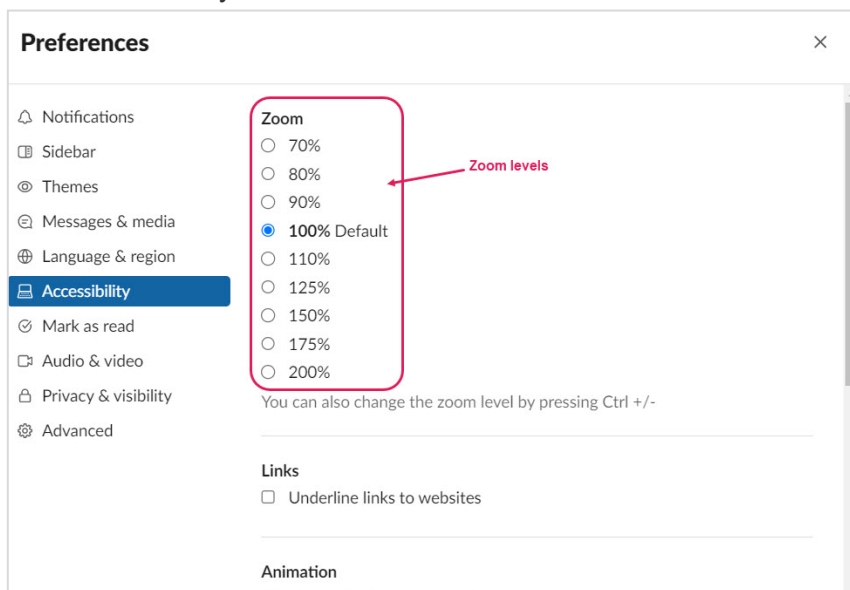 Preferences
Notifications
Sidebar
Themes
Messages & media
Language & region
Accessibility
Mark as read
Audio & video
Privacy & visibility
Advanced
Zoom
70%
80%
90%
100% Default
110%
125%
150%
175%
200%
Zoom levels
You can also change the zoom level by pressing Ctrl +/-
Links
Underline links to websites
Animation